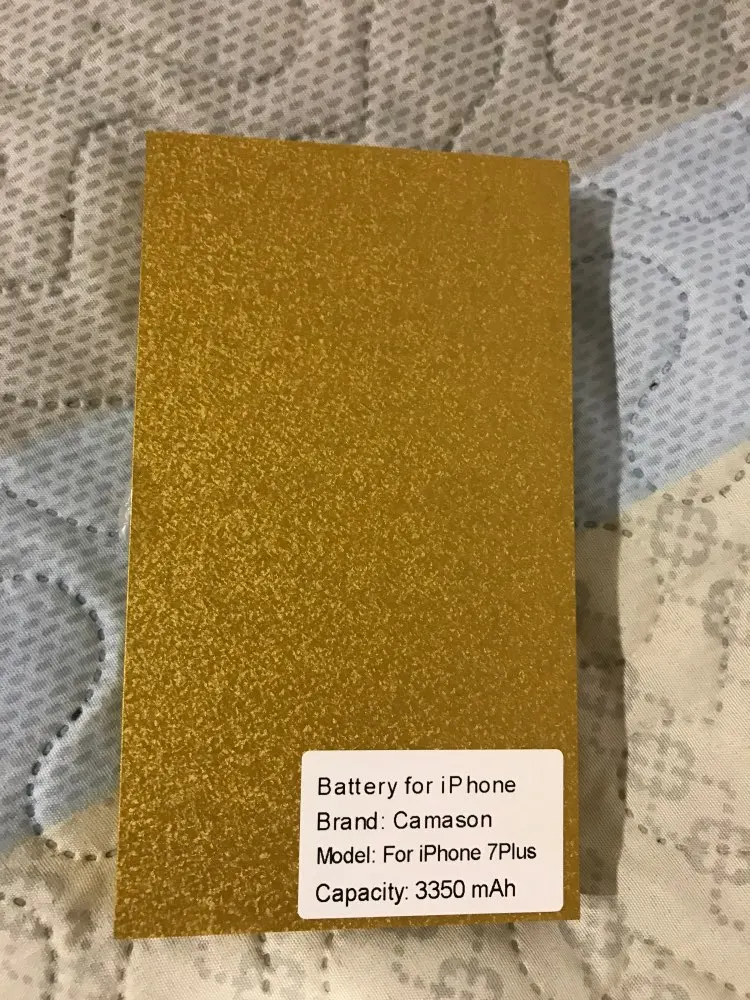 Battery for iPhone
Brand: Camason
Model: For iPhone 7Plus
Capacity: 3350 mAh